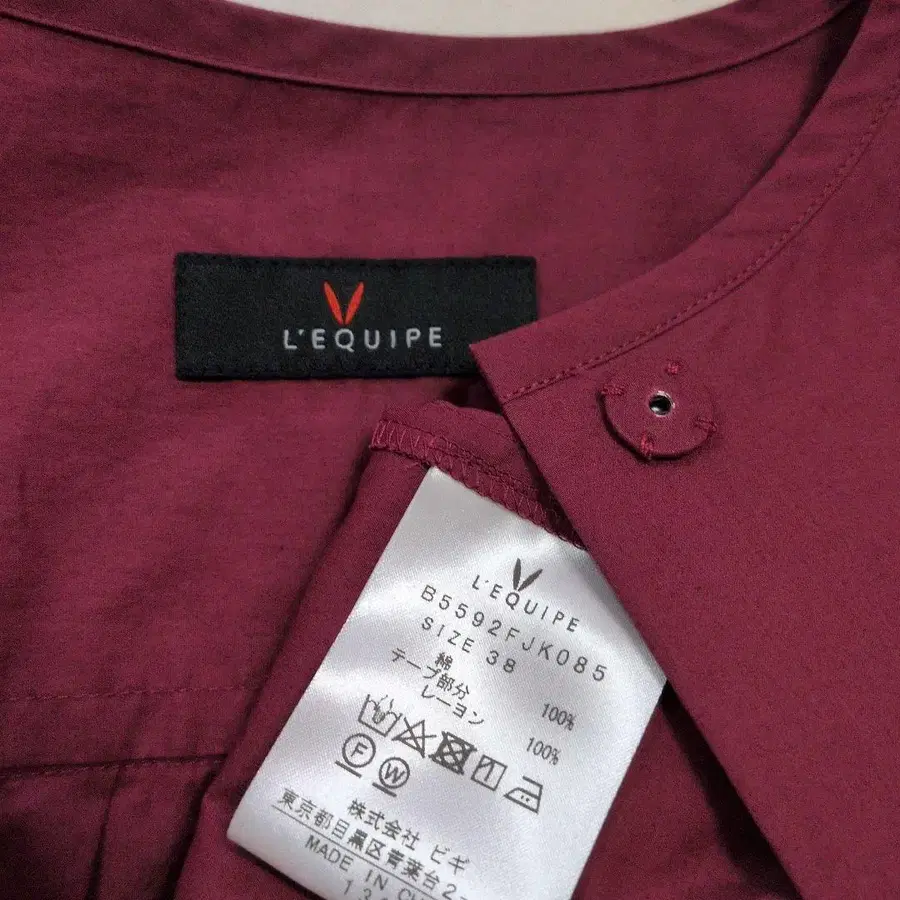 L'EQUIPE
L'EQUIPE
B5592FJK085
SIZE 38
綿 100%
テープ部分
レーヨン 100%
F
W
株式会社 ビギ
東京都目黒区青葉台2-
MADE IN